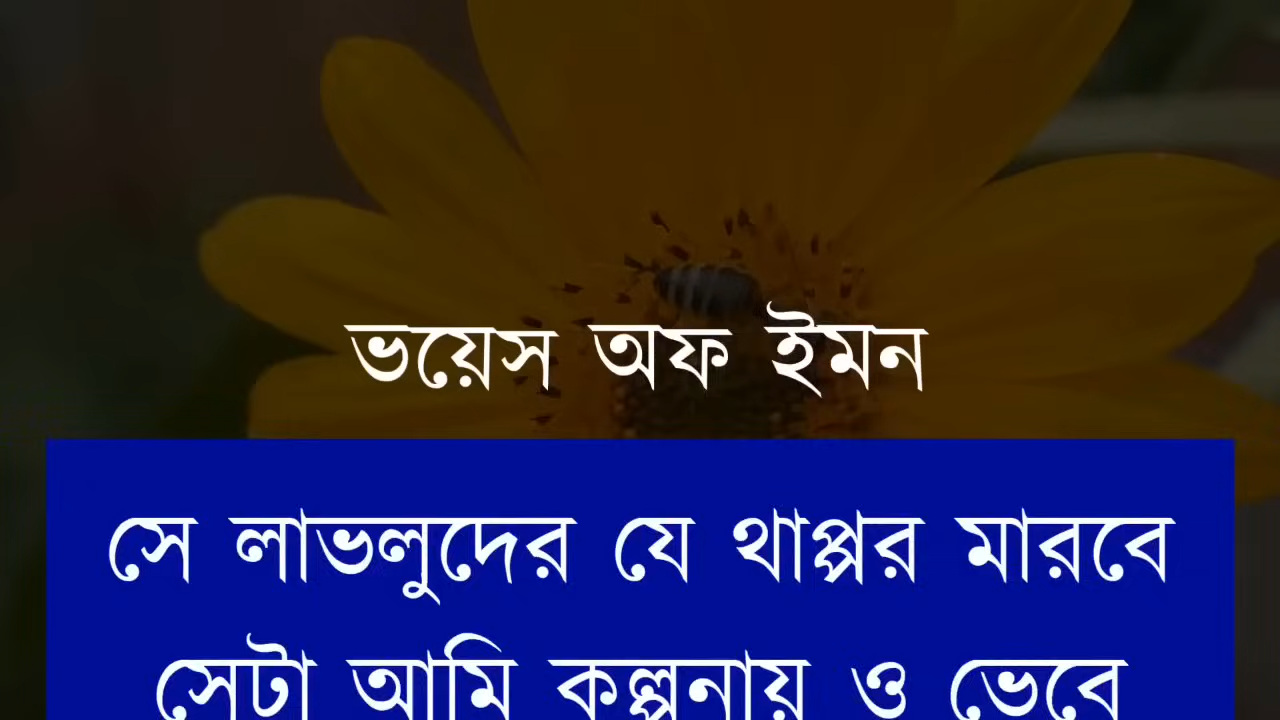 ভয়েস অফ ইমন
সে লাভলুদের যে থাপ্পর মারবে
সেটা আমি কল্পনায় ও ভেবে